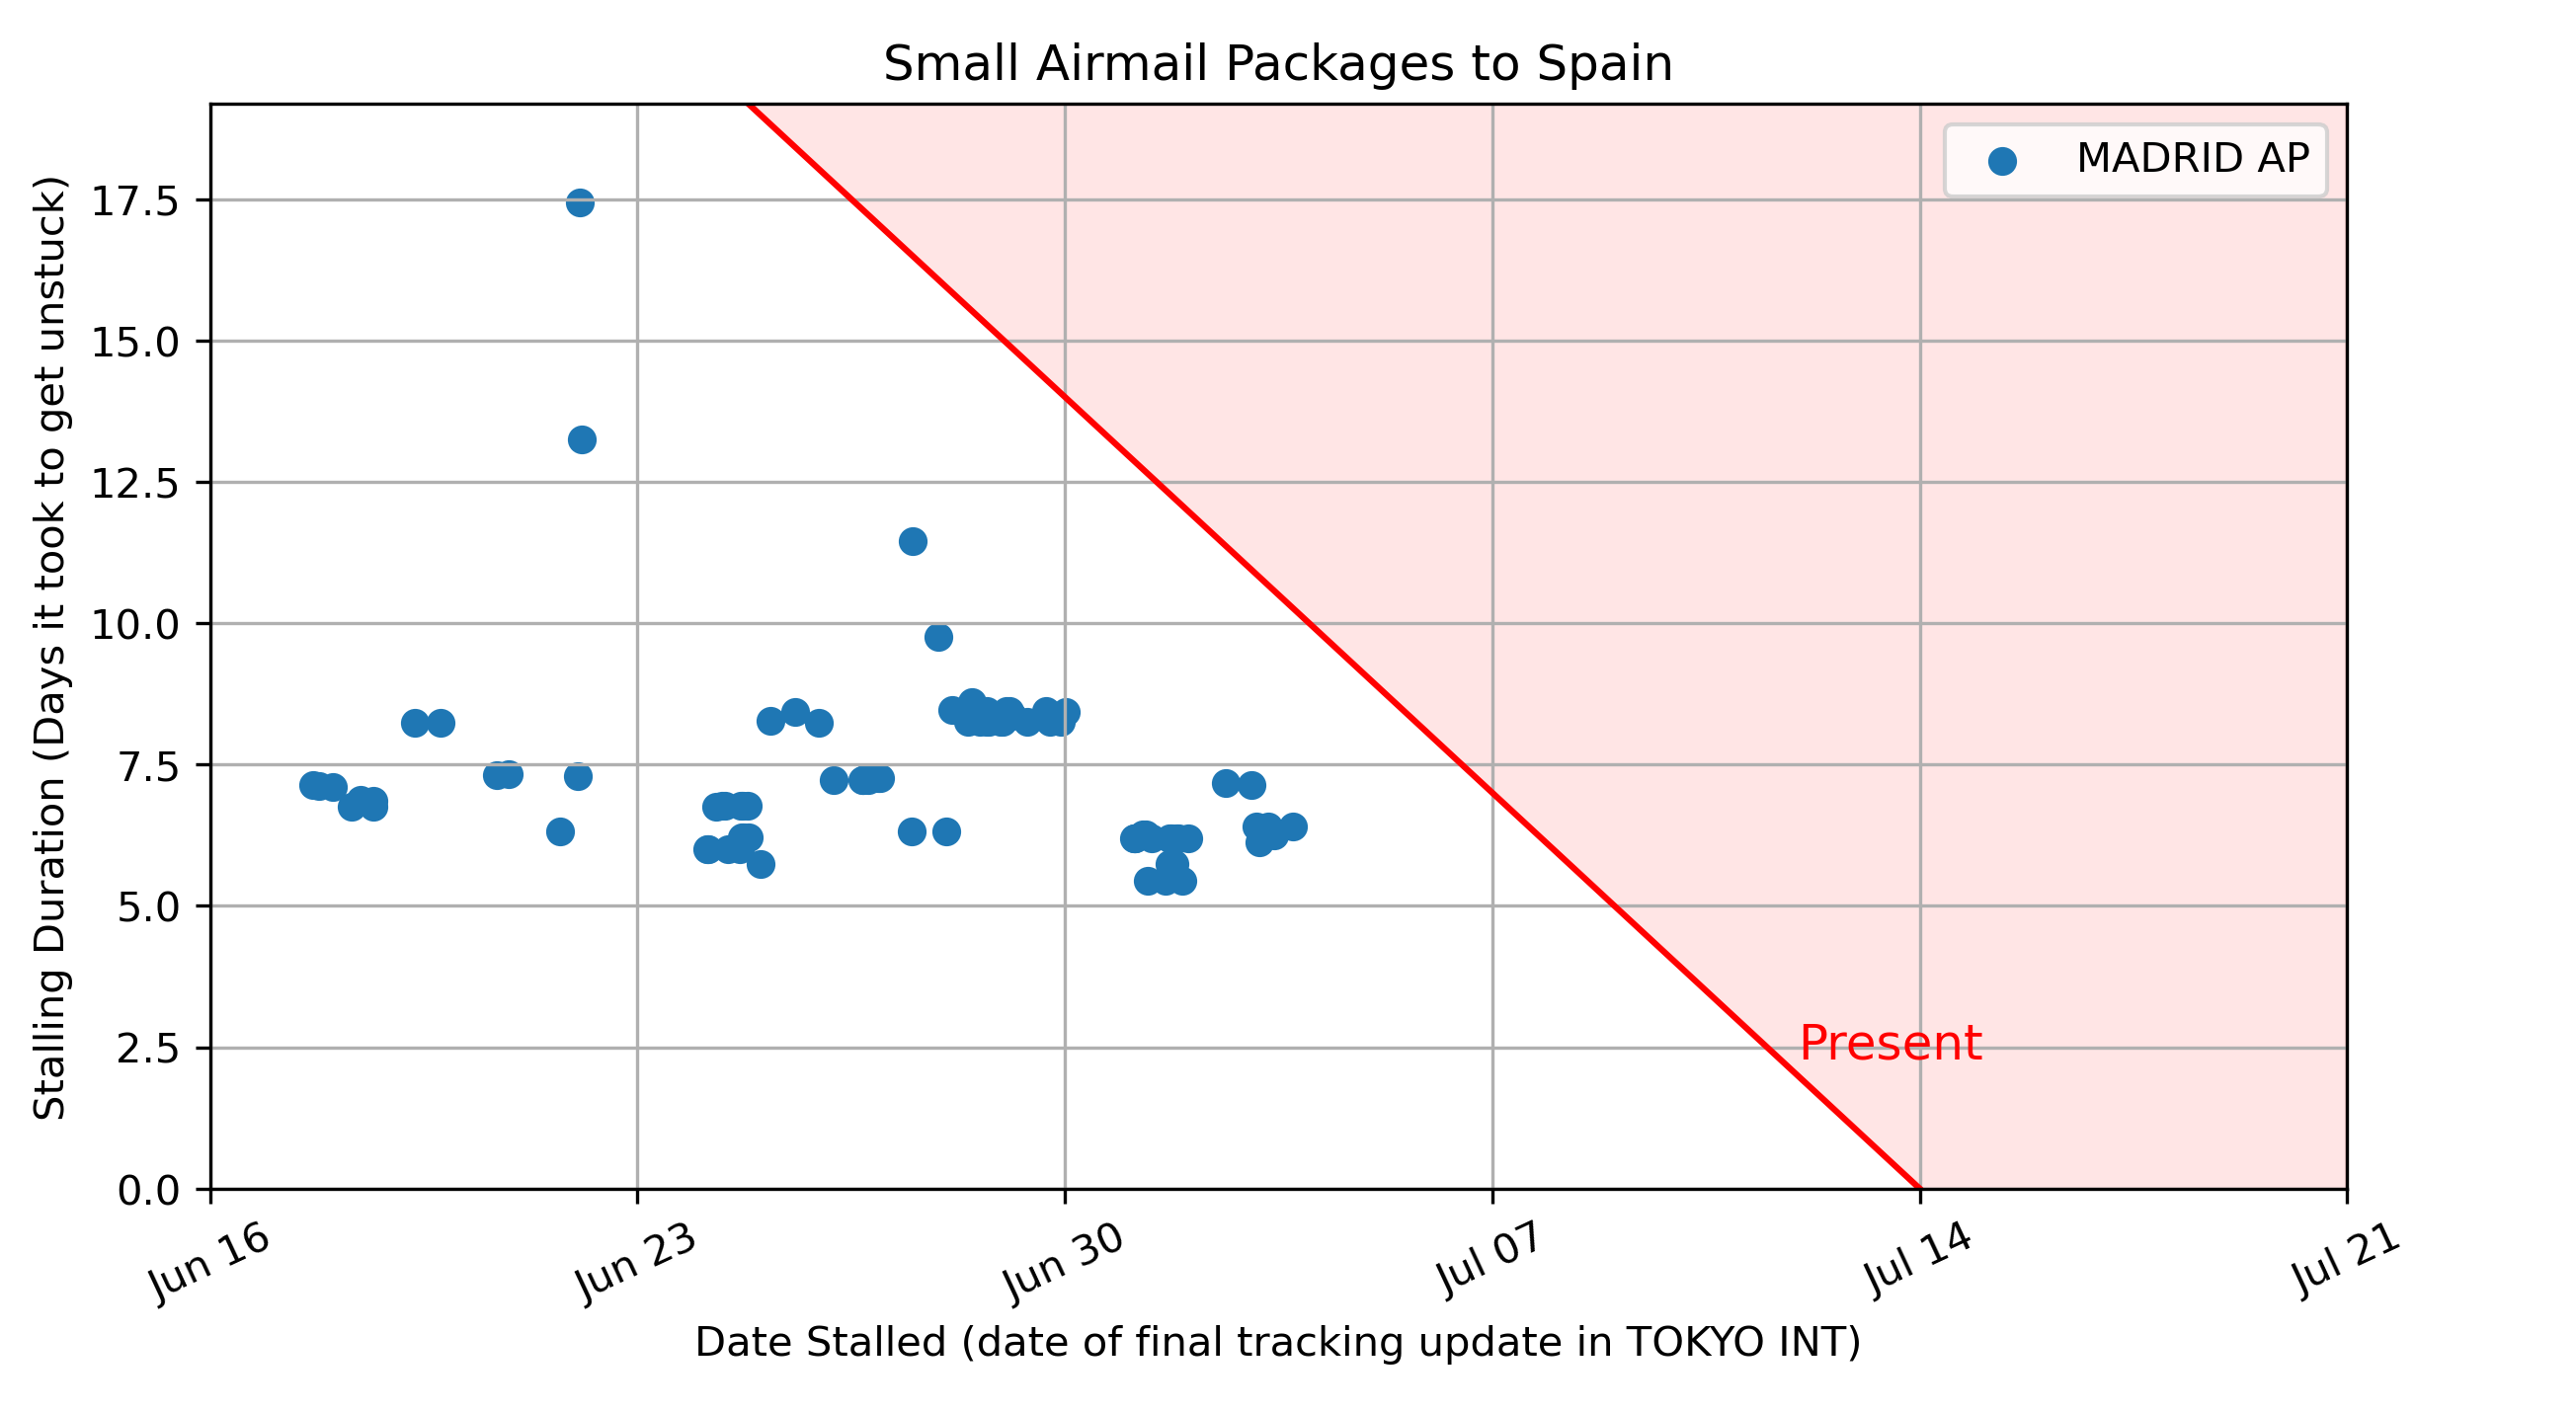 Small Airmail Packages to Spain
MADRID AP
Stalling Duration (Days it took to get unstuck)
17.5
15.0
12.5
10.0
7.5
5.0
2.5
0.0
Present
Jun 16
Jun 23
Jun 30
Jul 07
Jul 14
Jul 21
Date Stalled (date of final tracking update in TOKYO INT)